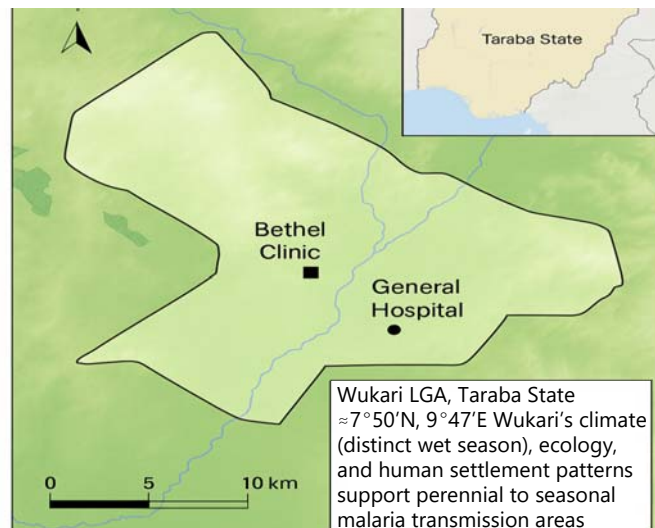 Taraba State
Bethel
Clinic
General
Hospital
0 5 10 km
Wukari LGA, Taraba State
≈7°50′N, 9°47′E Wukari’s climate
(distinct wet season), ecology,
and human settlement patterns
support perennial to seasonal
malaria transmission areas